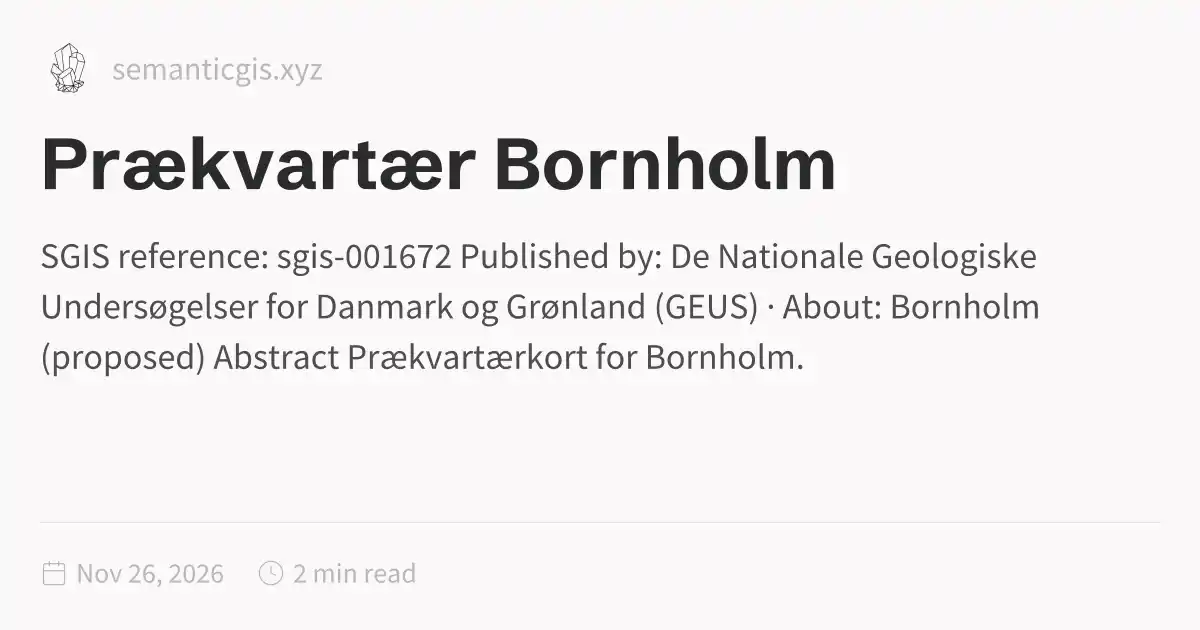 semanticgis.xyz
Prækvartær Bornholm
SGIS reference: sgis-001672 Published by: De Nationale Geologiske
Undersøgelser for Danmark og Grønland (GEUS) · About: Bornholm
(proposed) Abstract Prækvartærkort for Bornholm.
Nov 26, 2026 2 min read